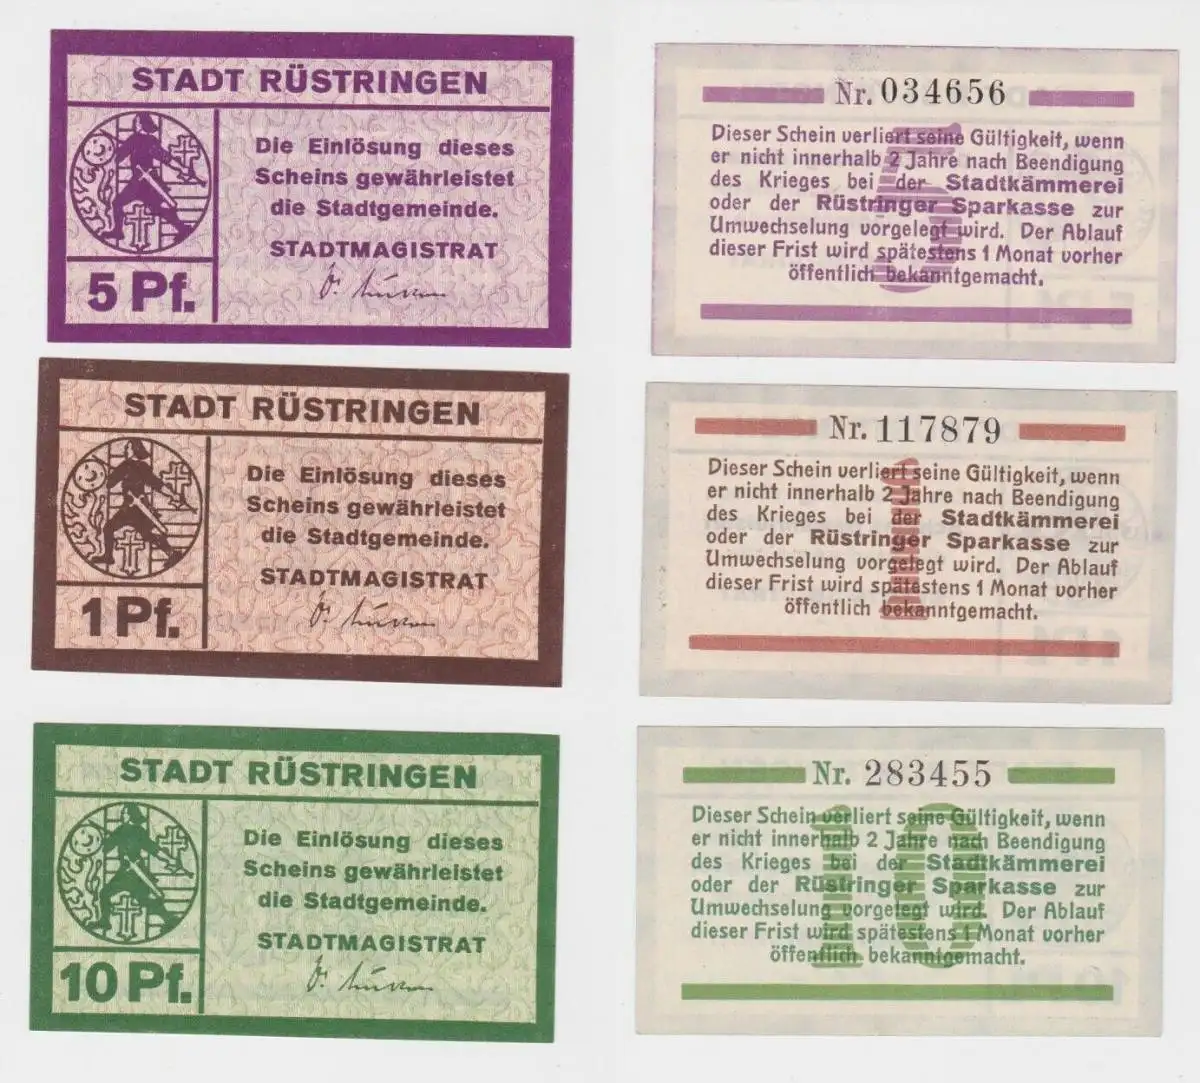 STADT RÜSTRINGEN
Die Einlösung dieses
Scheins gewährleistet
die Stadtgemeinde.
STADTMAGISTRAT
5 Pf.
Nr. 034656
Dieser Schein verliert seine Gültigkeit, wenn
er nicht innerhalb 2 Jahre nach Beendigung
des Krieges bei der Stadtkämmerei
oder der Rüstringer Sparkasse zur
Umwechselung vorgelegt wird. Der Ablauf
dieser Frist wird spätestens 1 Monat vorher
öffentlich bekanntgemacht.
5
STADT RÜSTRINGEN
Die Einlösung dieses
Scheins gewährleistet
die Stadtgemeinde.
STADTMAGISTRAT
1 Pf.
Nr. 117879
Dieser Schein verliert seine Gültigkeit, wenn
er nicht innerhalb 2 Jahre nach Beendigung
des Krieges bei der Stadtkämmerei
oder der Rüstringer Sparkasse zur
Umwechselung vorgelegt wird. Der Ablauf
dieser Frist wird spätestens 1 Monat vorher
öffentlich bekanntgemacht.
1
STADT RÜSTRINGEN
Die Einlösung dieses
Scheins gewährleistet
die Stadtgemeinde.
STADTMAGISTRAT
10 Pf.
Nr. 283455
Dieser Schein verliert seine Gültigkeit, wenn
er nicht innerhalb 2 Jahre nach Beendigung
des Krieges bei der Stadtkämmerei
oder der Rüstringer Sparkasse zur
Umwechselung vorgelegt wird. Der Ablauf
dieser Frist wird spätestens 1 Monat vorher
öffentlich bekanntgemacht.
10